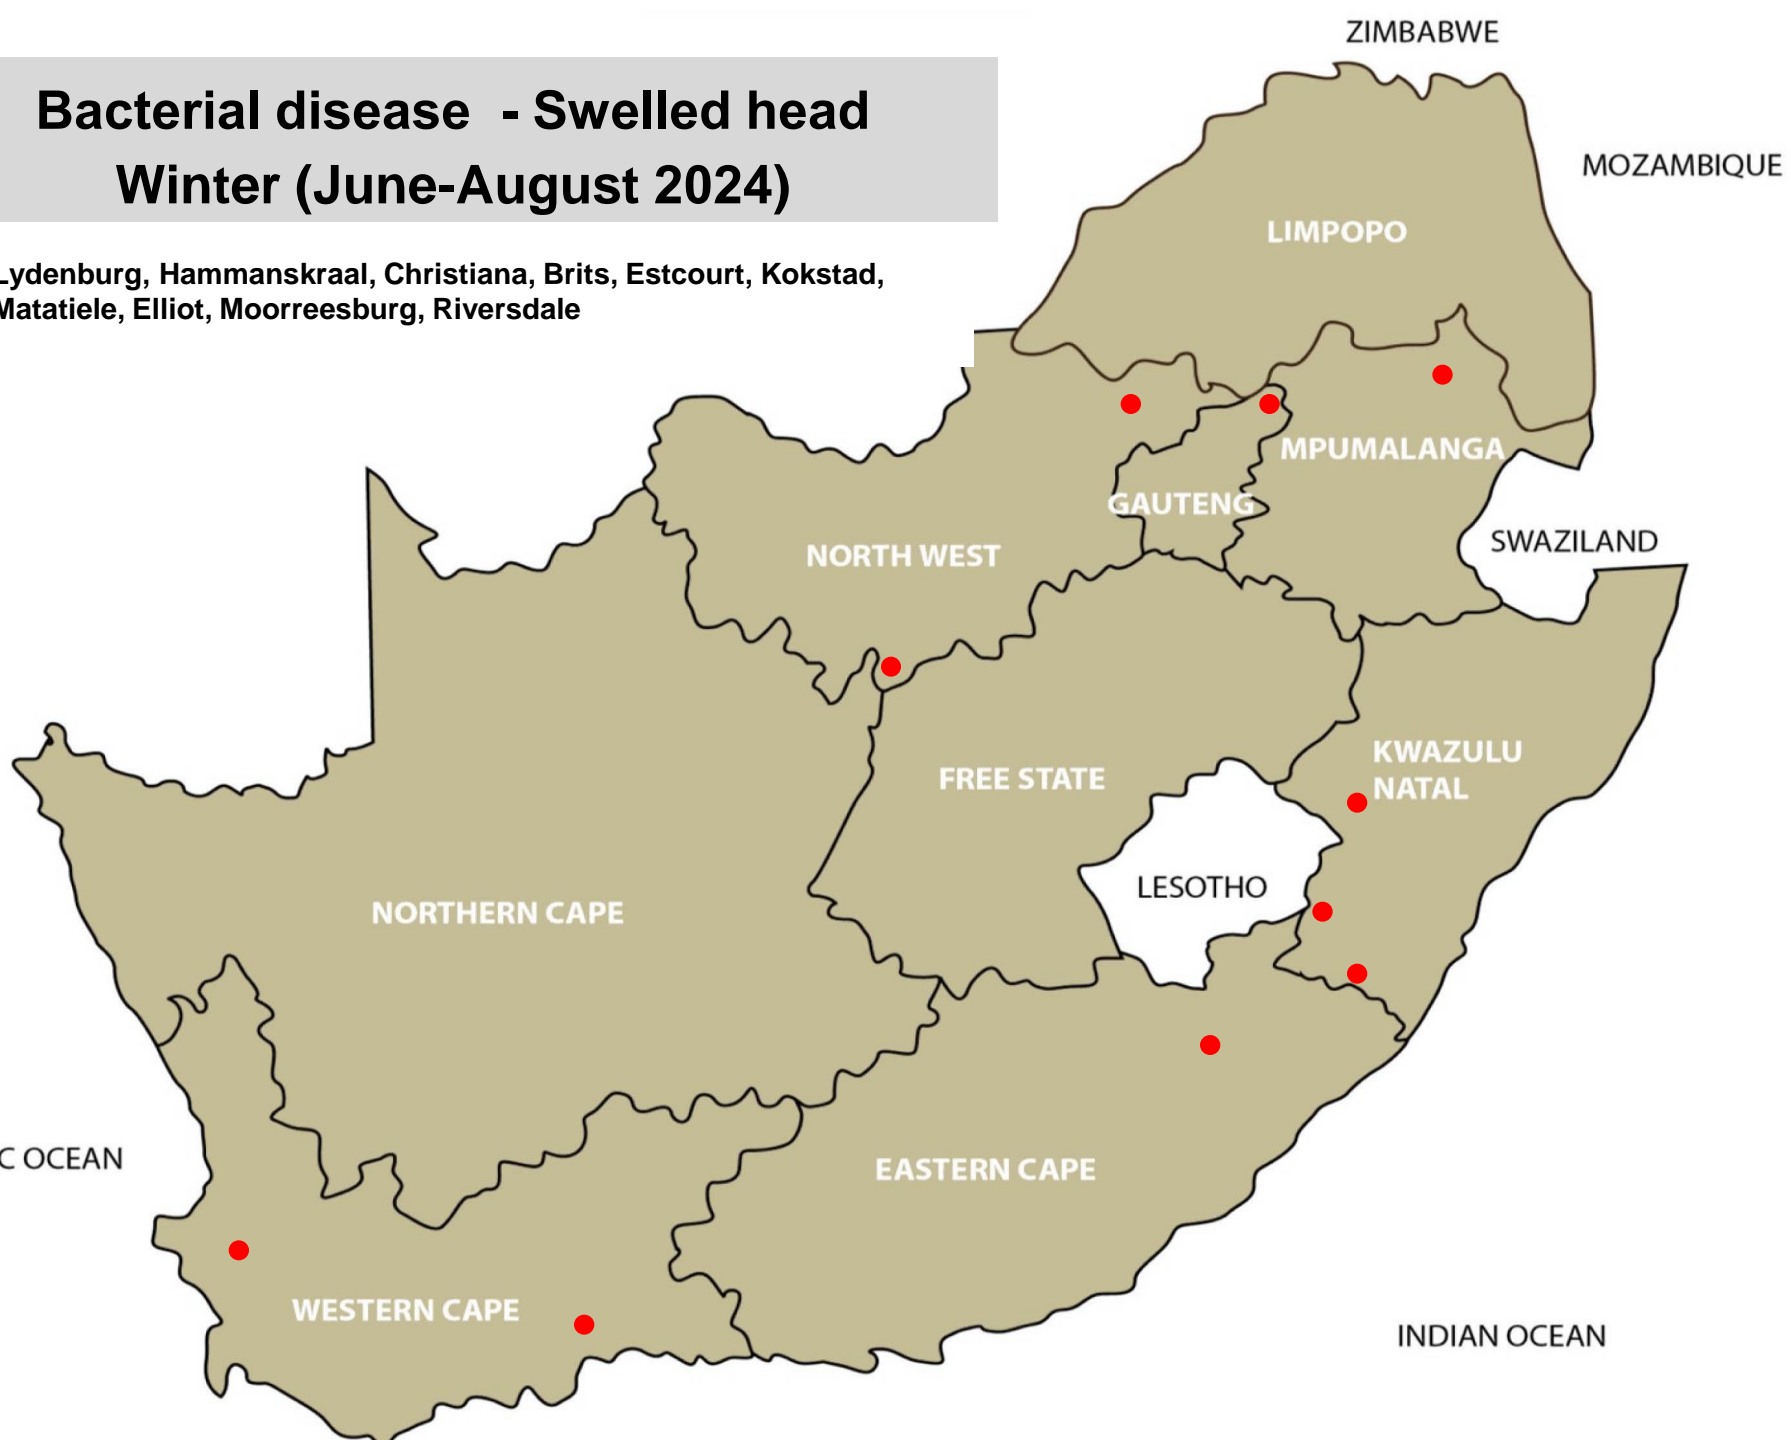 ZIMBABWE
Bacterial disease - Swelled head
Winter (June-August 2024)
MOZAMBIQUE
LIMPOPO
Lydenburg, Hammanskraal, Christiana, Brits, Estcourt, Kokstad,
Matatiele, Elliot, Moorreesburg, Riversdale
MPUMALANGA
GAUTENG
SWAZILAND
NORTH WEST
KWAZULU
NATAL
FREE STATE
LESOTHO
NORTHERN CAPE
C OCEAN
EASTERN CAPE
WESTERN CAPE
INDIAN OCEAN